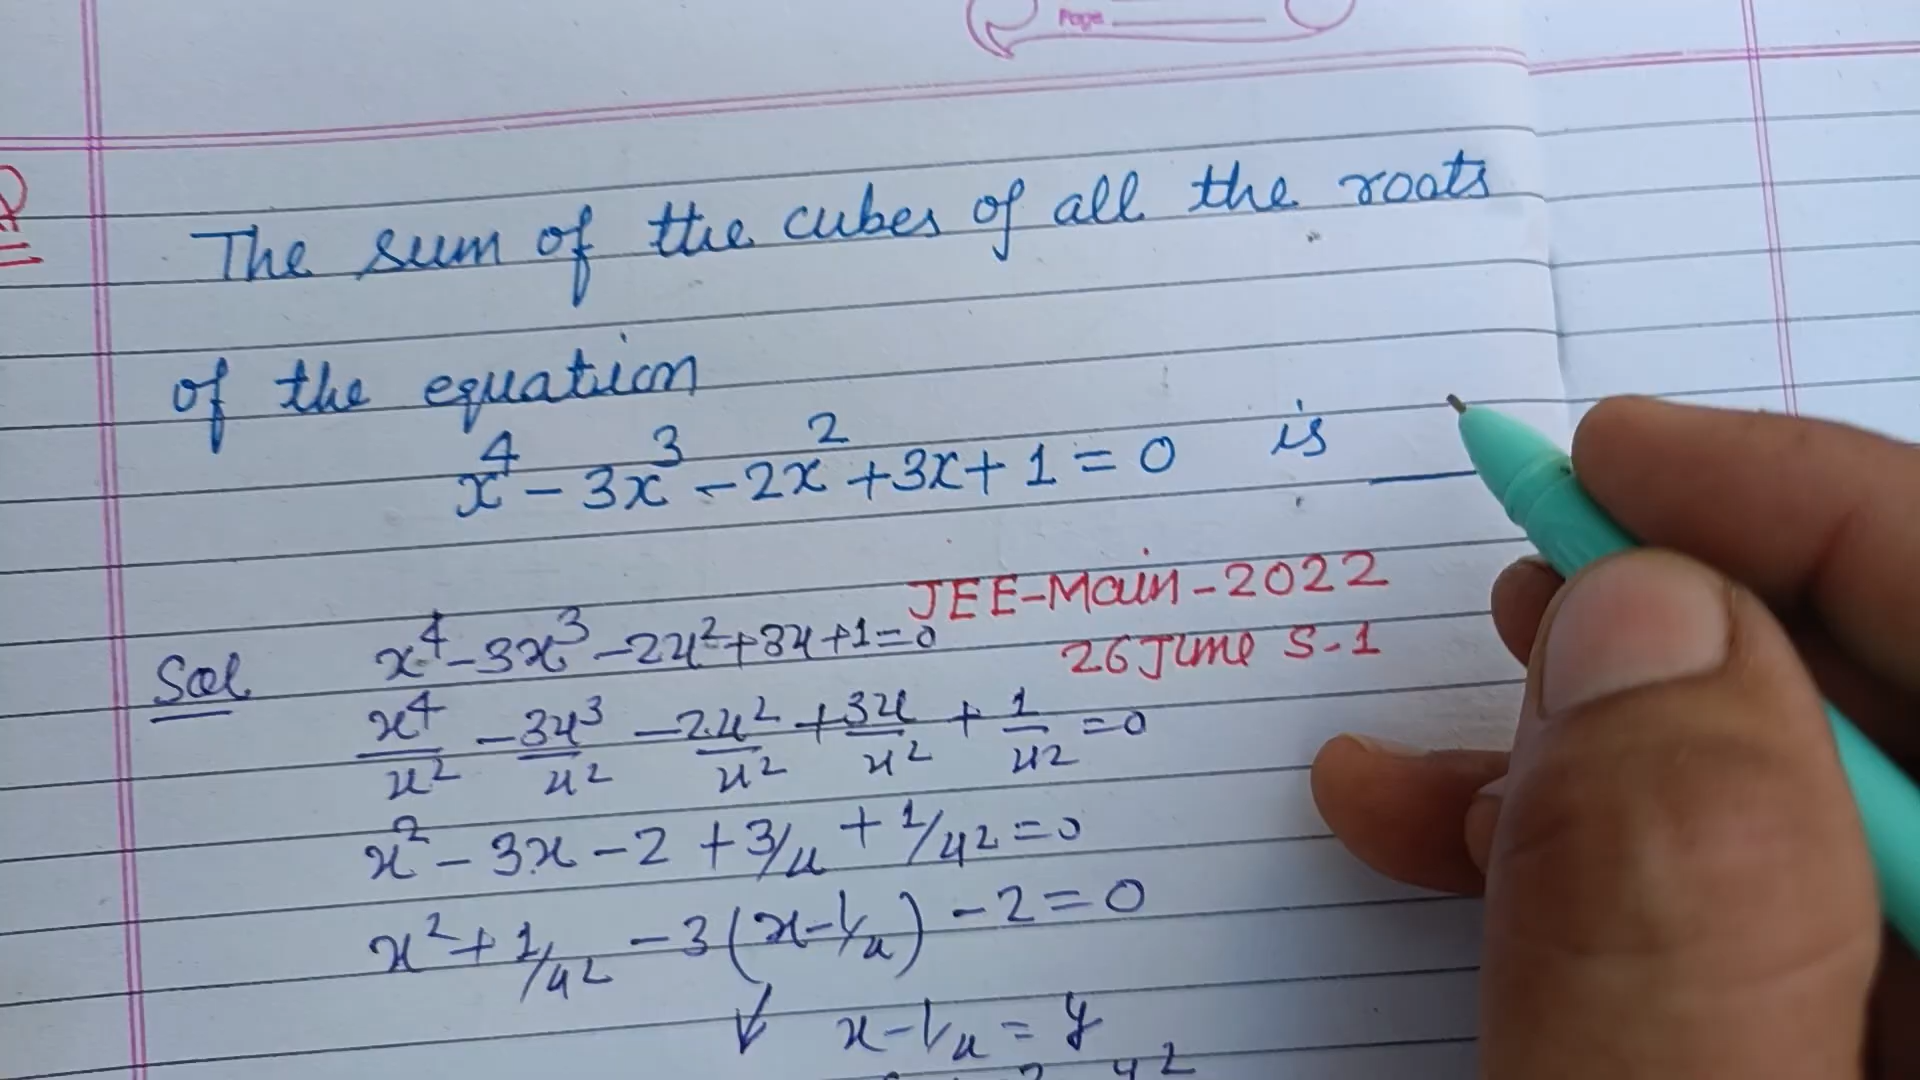 Page
The sum of the cubes of all the roots
of the equation
x⁴ - 3x³ - 2x² + 3x + 1 = 0 is ____
JEE-Main-2022
Sol x⁴ - 3x³ - 2x² + 3x + 1 = 0
26 June S-1
x⁴/x² - 3x³/x² - 2x²/x² + 3x/x² + 1/x² = 0
x² - 3x - 2 + 3/x + 1/x² = 0
x² + 1/x² - 3(x - 1/x) - 2 = 0
x - 1/x = y